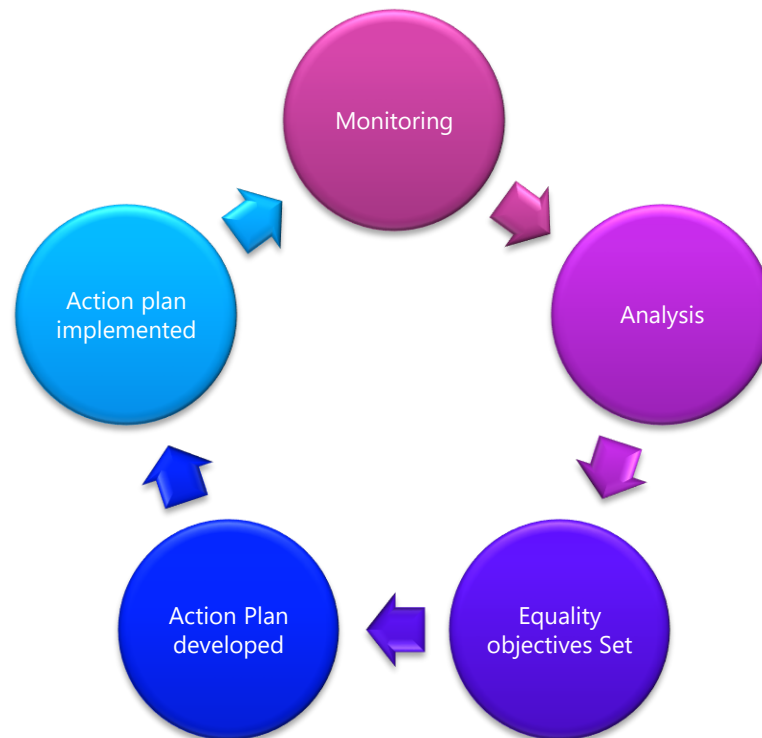 Monitoring
Analysis
Equality
objectives Set
Action Plan
developed
Action plan
implemented